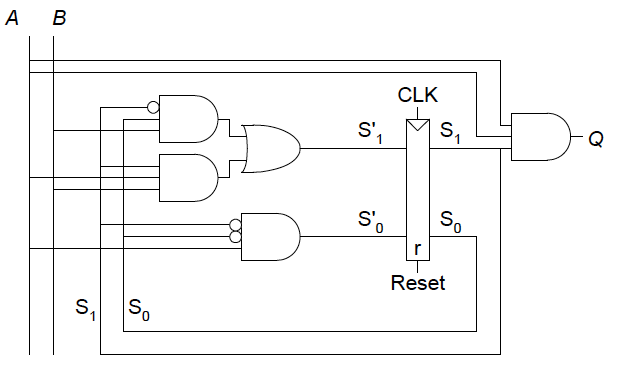 A B
CLK
S'1 S1
Q
S'0 S0
r
Reset
S1 S0